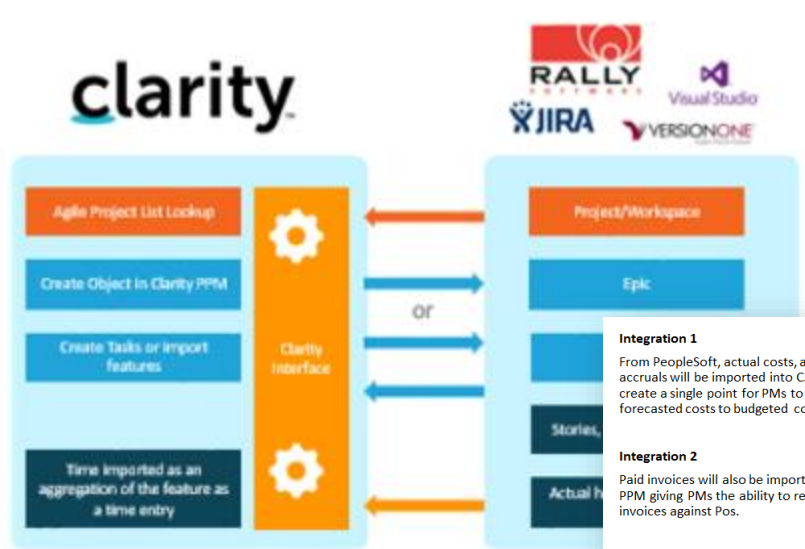 clarity
RALLY
SOFTWARE
Visual Studio
JIRA
VERSIONONE
Agile Project List Lookup
Project/Workspace
Create Object in Clarity PPM
Epic
or
Create Tasks or import
features
Clarity
Interface
Stories,
Time imported as an
aggregation of the feature as
a time entry
Actual h
Integration 1
From PeopleSoft, actual costs, a
accruals will be imported into C
create a single point for PMs to
forecasted costs to budgeted co
Integration 2
Paid invoices will also be import
PPM giving PMs the ability to re
invoices against Pos.